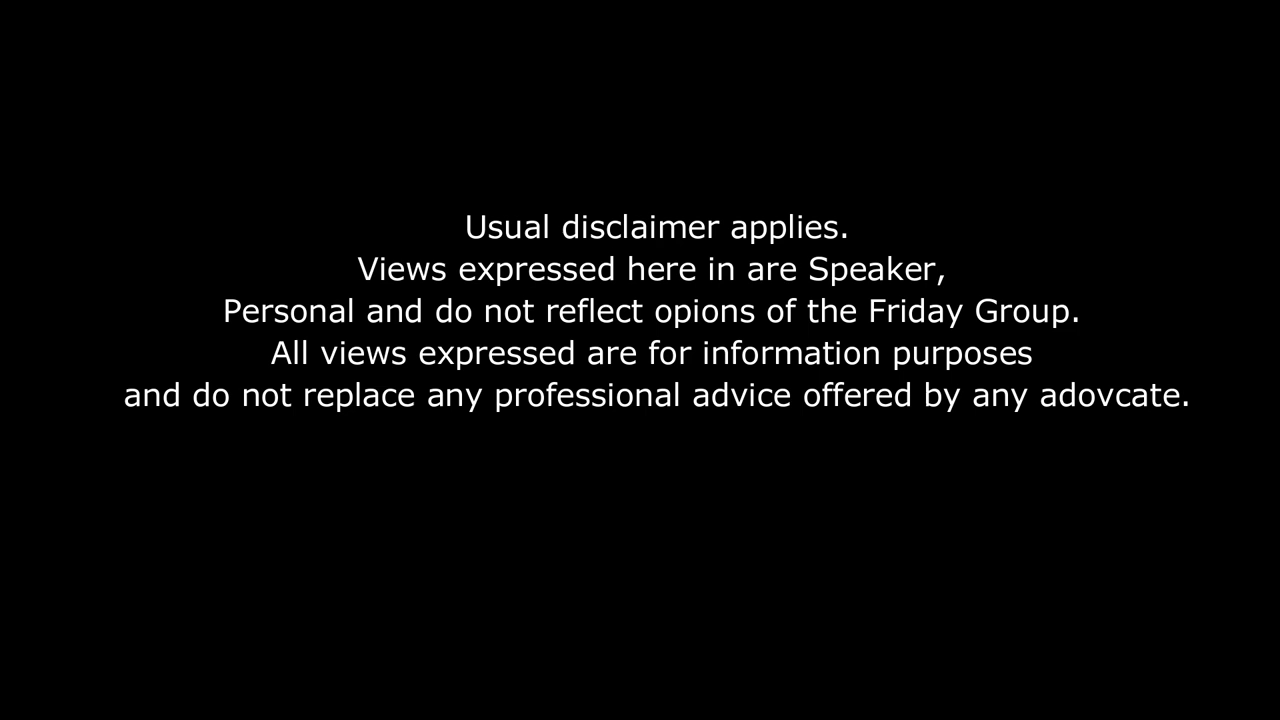 Usual disclaimer applies.
Views expressed here in are Speaker,
Personal and do not reflect opions of the Friday Group.
All views expressed are for information purposes
and do not replace any professional advice offered by any adovcate.